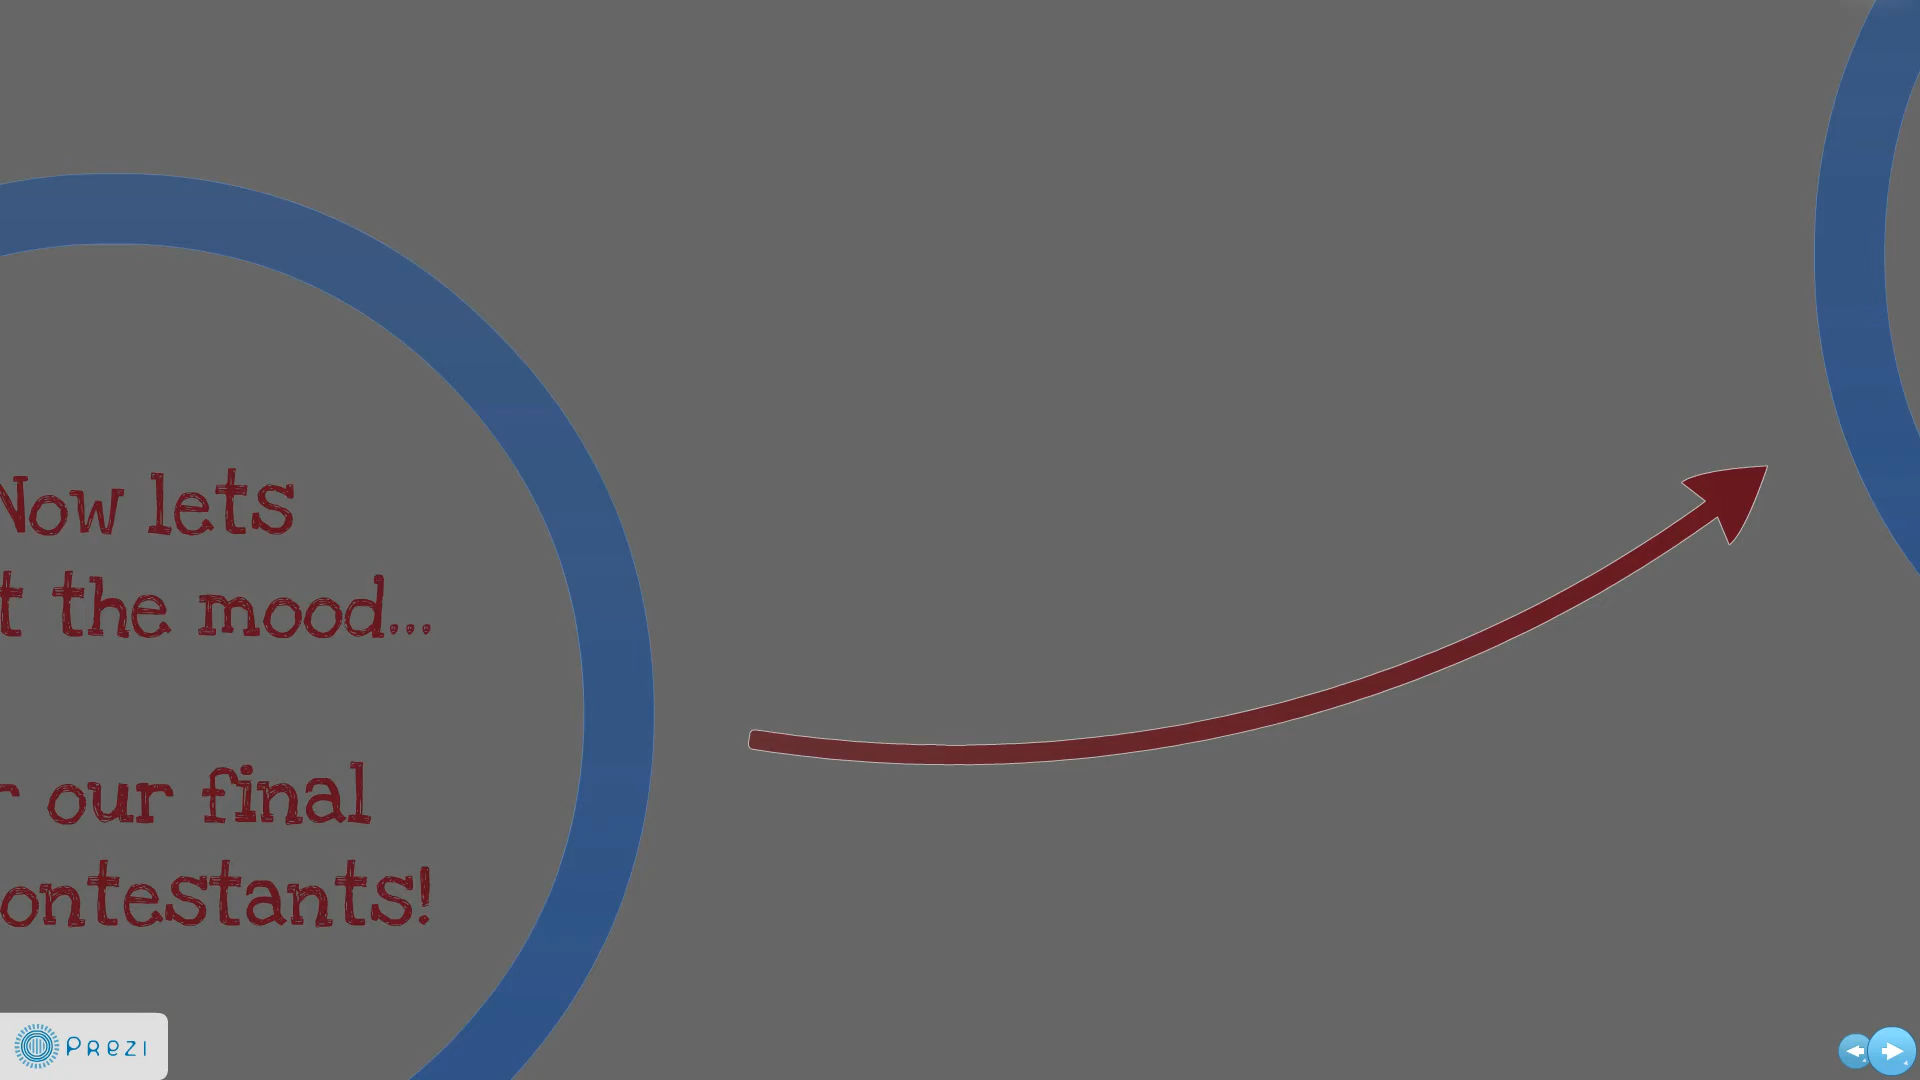 Now lets
t the mood...
r our final
ontestants!
Prezi